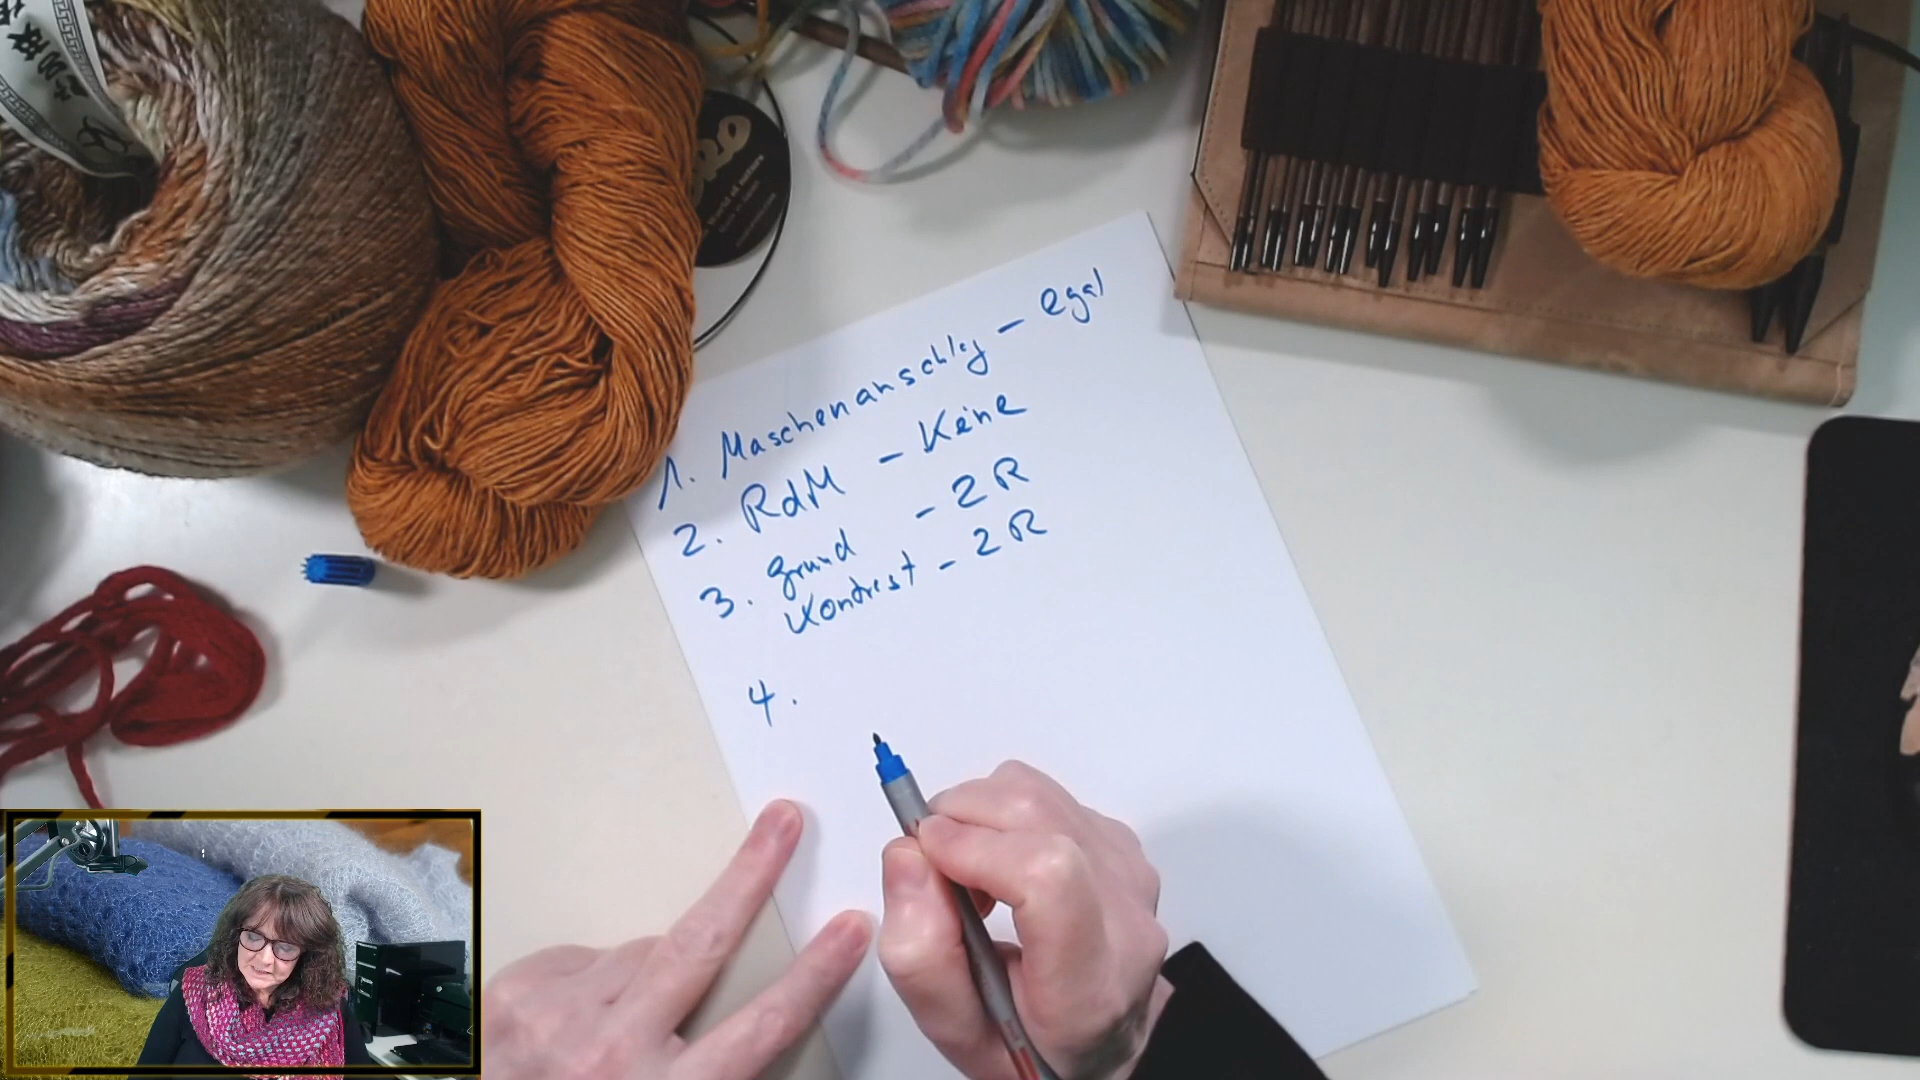 1. Maschenanschlag – egal
2. RdM – Keine
3. Grund – 2R
Kontrast – 2R
4.